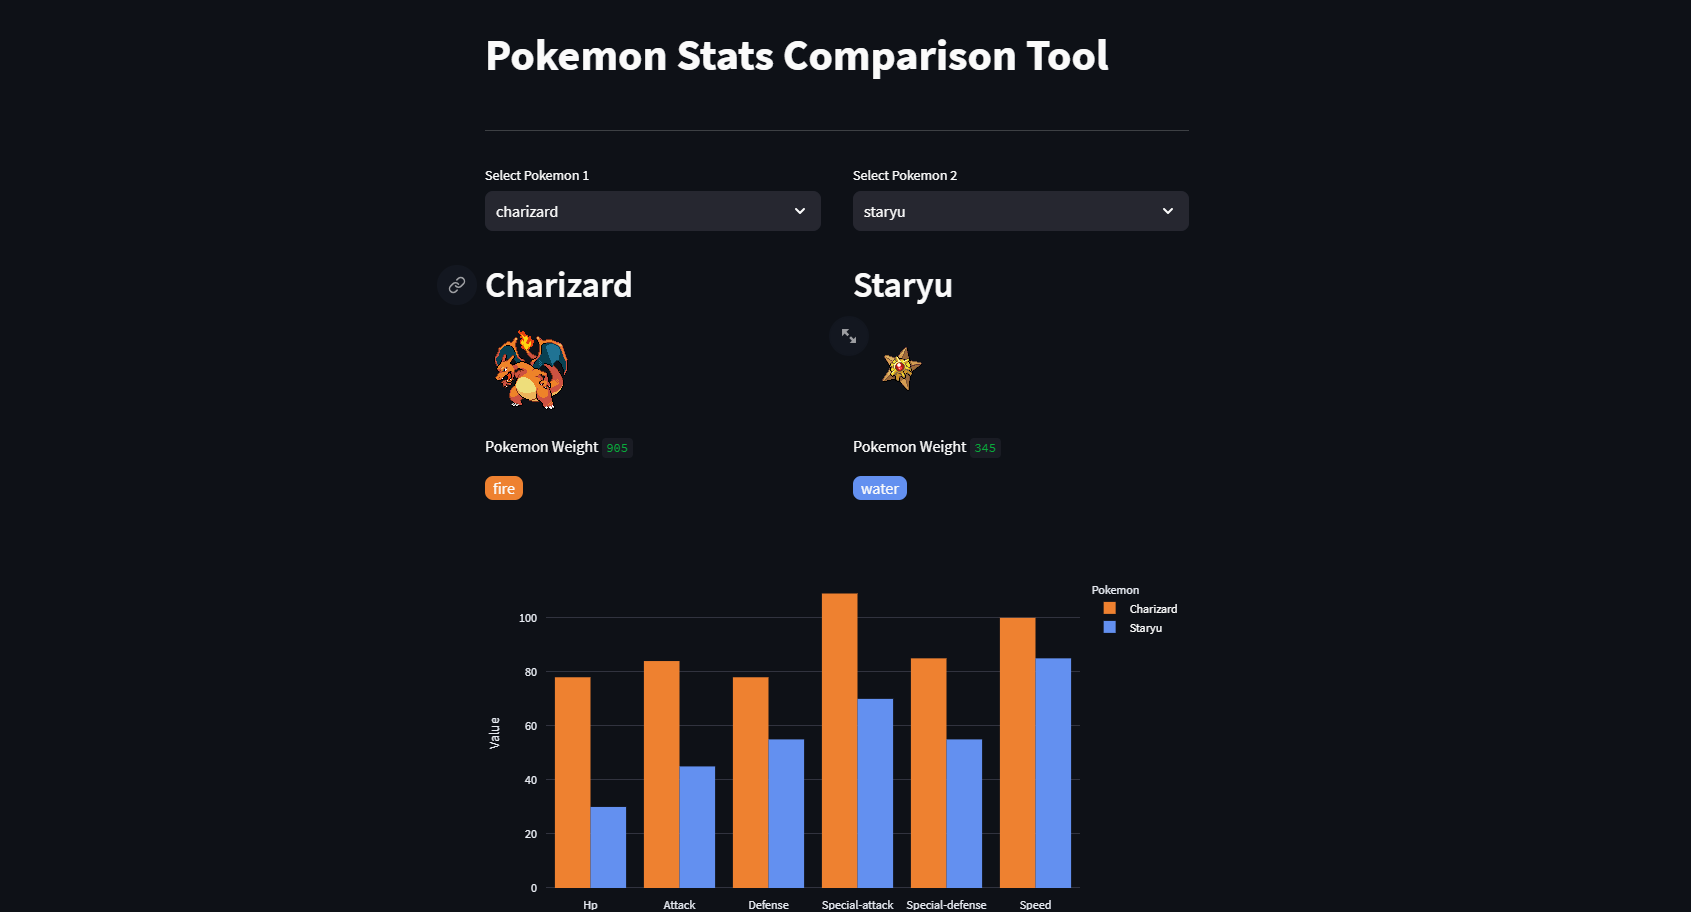 Pokemon Stats Comparison Tool
Select Pokemon 1
Select Pokemon 2
charizard
staryu
Charizard
Staryu
Pokemon Weight 905
Pokemon Weight 345
fire
water
Pokemon
Charizard
Staryu
Value
100
80
60
40
20
0
Hp Attack Defense Special-attack Special-defense Speed